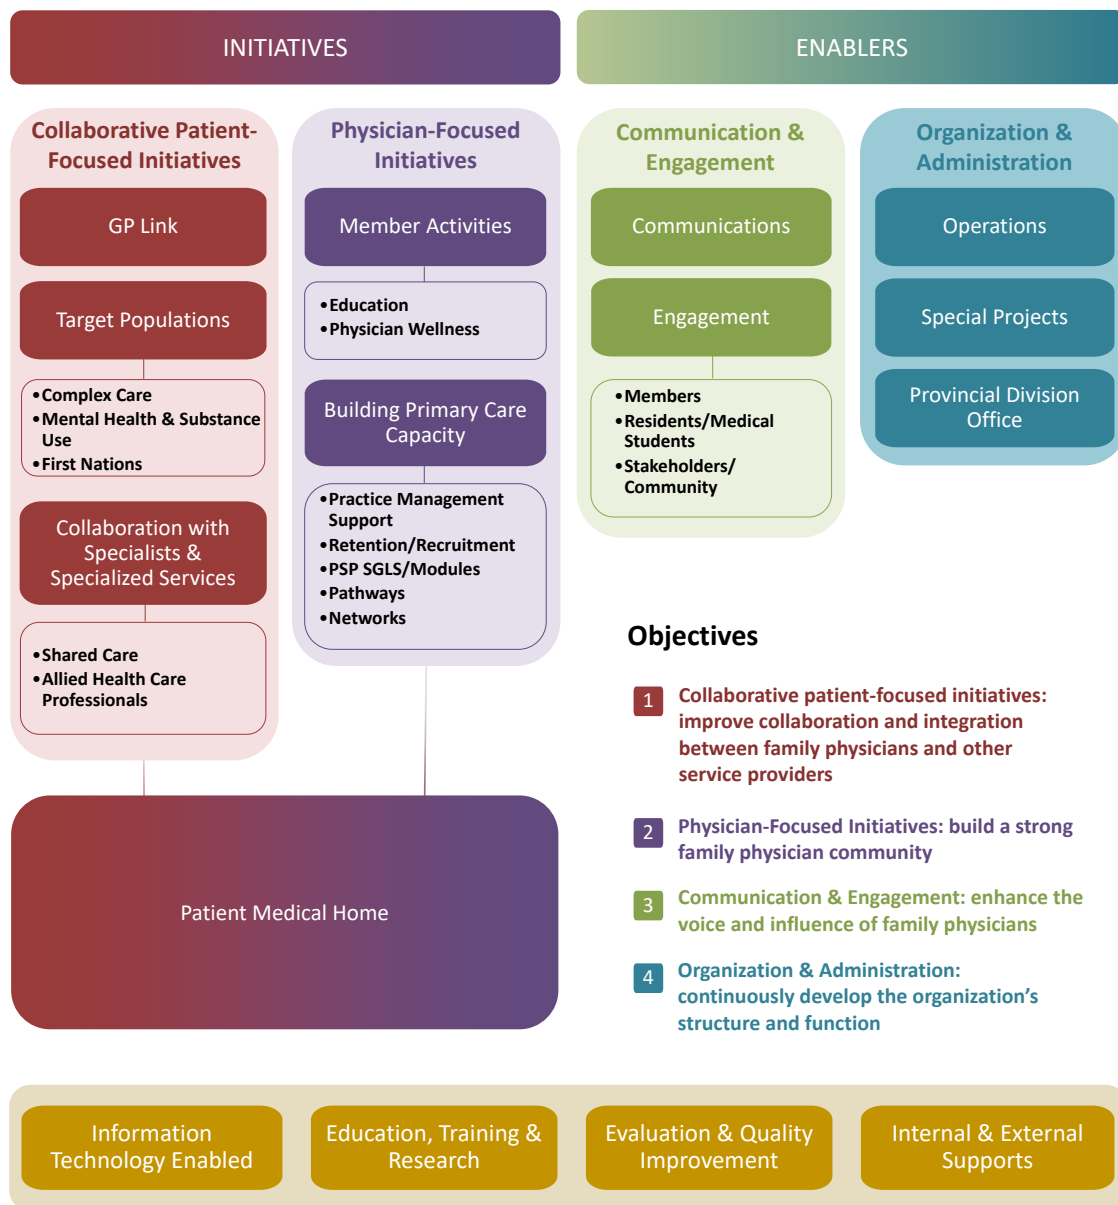 INITIATIVES
ENABLERS
Collaborative Patient-
Focused Initiatives
GP Link
Target Populations
•Complex Care
•Mental Health & Substance
Use
•First Nations
Collaboration with
Specialists &
Specialized Services
•Shared Care
•Allied Health Care
Professionals
Physician-Focused
Initiatives
Member Activities
•Education
•Physician Wellness
Building Primary Care
Capacity
•Practice Management
Support
•Retention/Recruitment
•PSP SGLS/Modules
•Pathways
•Networks
Communication &
Engagement
Communications
Engagement
•Members
•Residents/Medical
Students
•Stakeholders/
Community
Organization &
Administration
Operations
Special Projects
Provincial Division
Office
Patient Medical Home
Objectives
1 Collaborative patient-focused initiatives:
improve collaboration and integration
between family physicians and other
service providers
2 Physician-Focused Initiatives: build a strong
family physician community
3 Communication & Engagement: enhance the
voice and influence of family physicians
4 Organization & Administration:
continuously develop the organization’s
structure and function
Information
Technology Enabled
Education, Training &
Research
Evaluation & Quality
Improvement
Internal & External
Supports